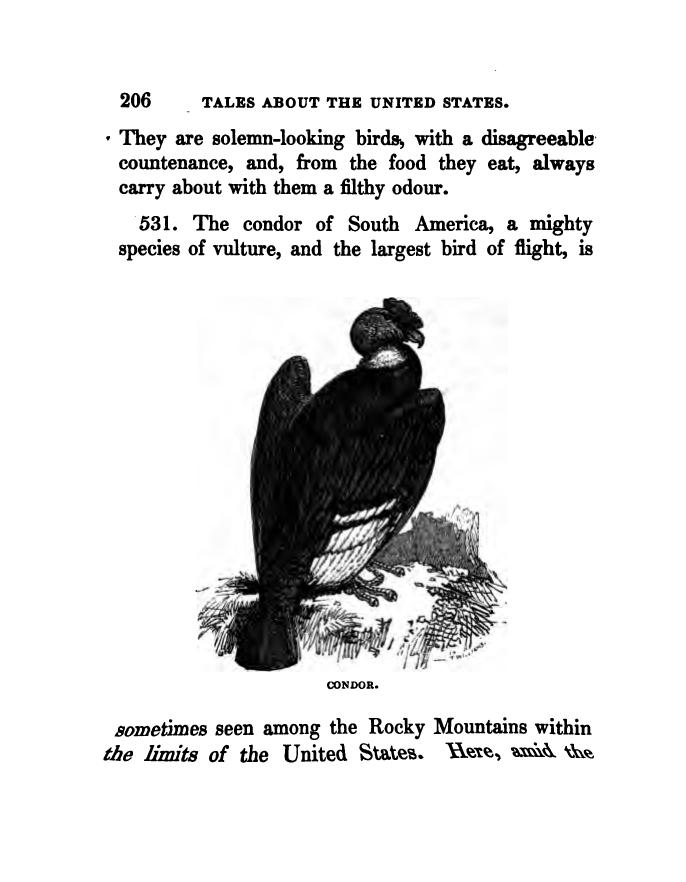 206 TALES ABOUT THE UNITED STATES.
They are solemn-looking birds, with a disagreeable
countenance, and, from the food they eat, always
carry about with them a filthy odour.
531. The condor of South America, a mighty
species of vulture, and the largest bird of flight, is
T WILLIAMS.
CONDOR.
sometimes seen among the Rocky Mountains within
the limits of the United States. Here, amid the